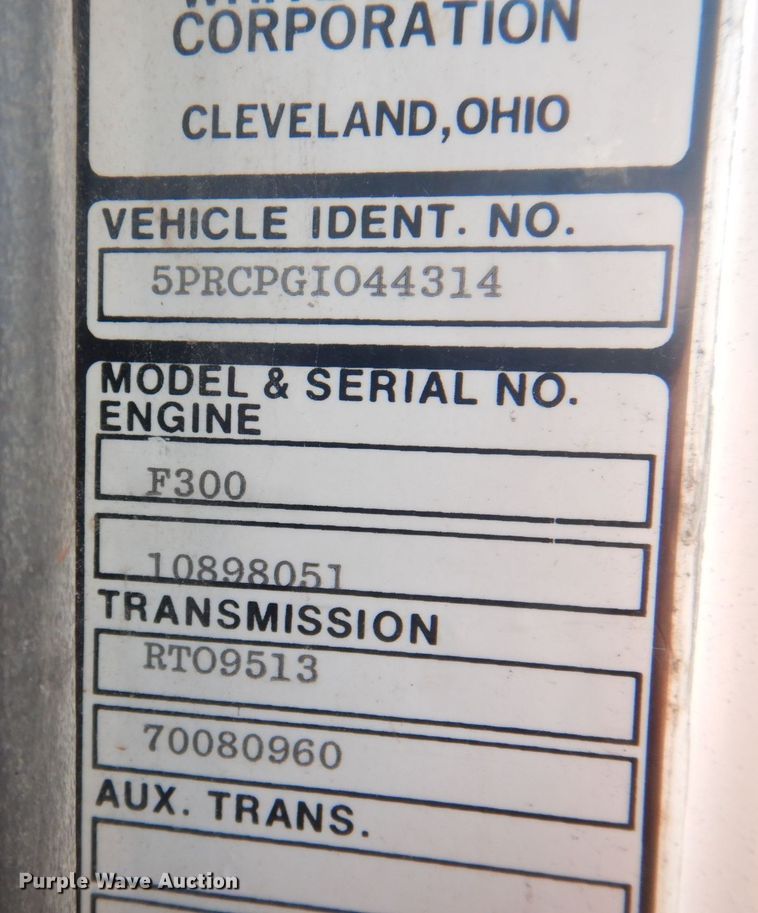 CORPORATION
CLEVELAND,OHIO
VEHICLE IDENT. NO.
5PRCPGIO44314
MODEL & SERIAL NO.
ENGINE
F300
10898051
TRANSMISSION
RTO9513
70080960
AUX. TRANS.
Purple Wave Auction